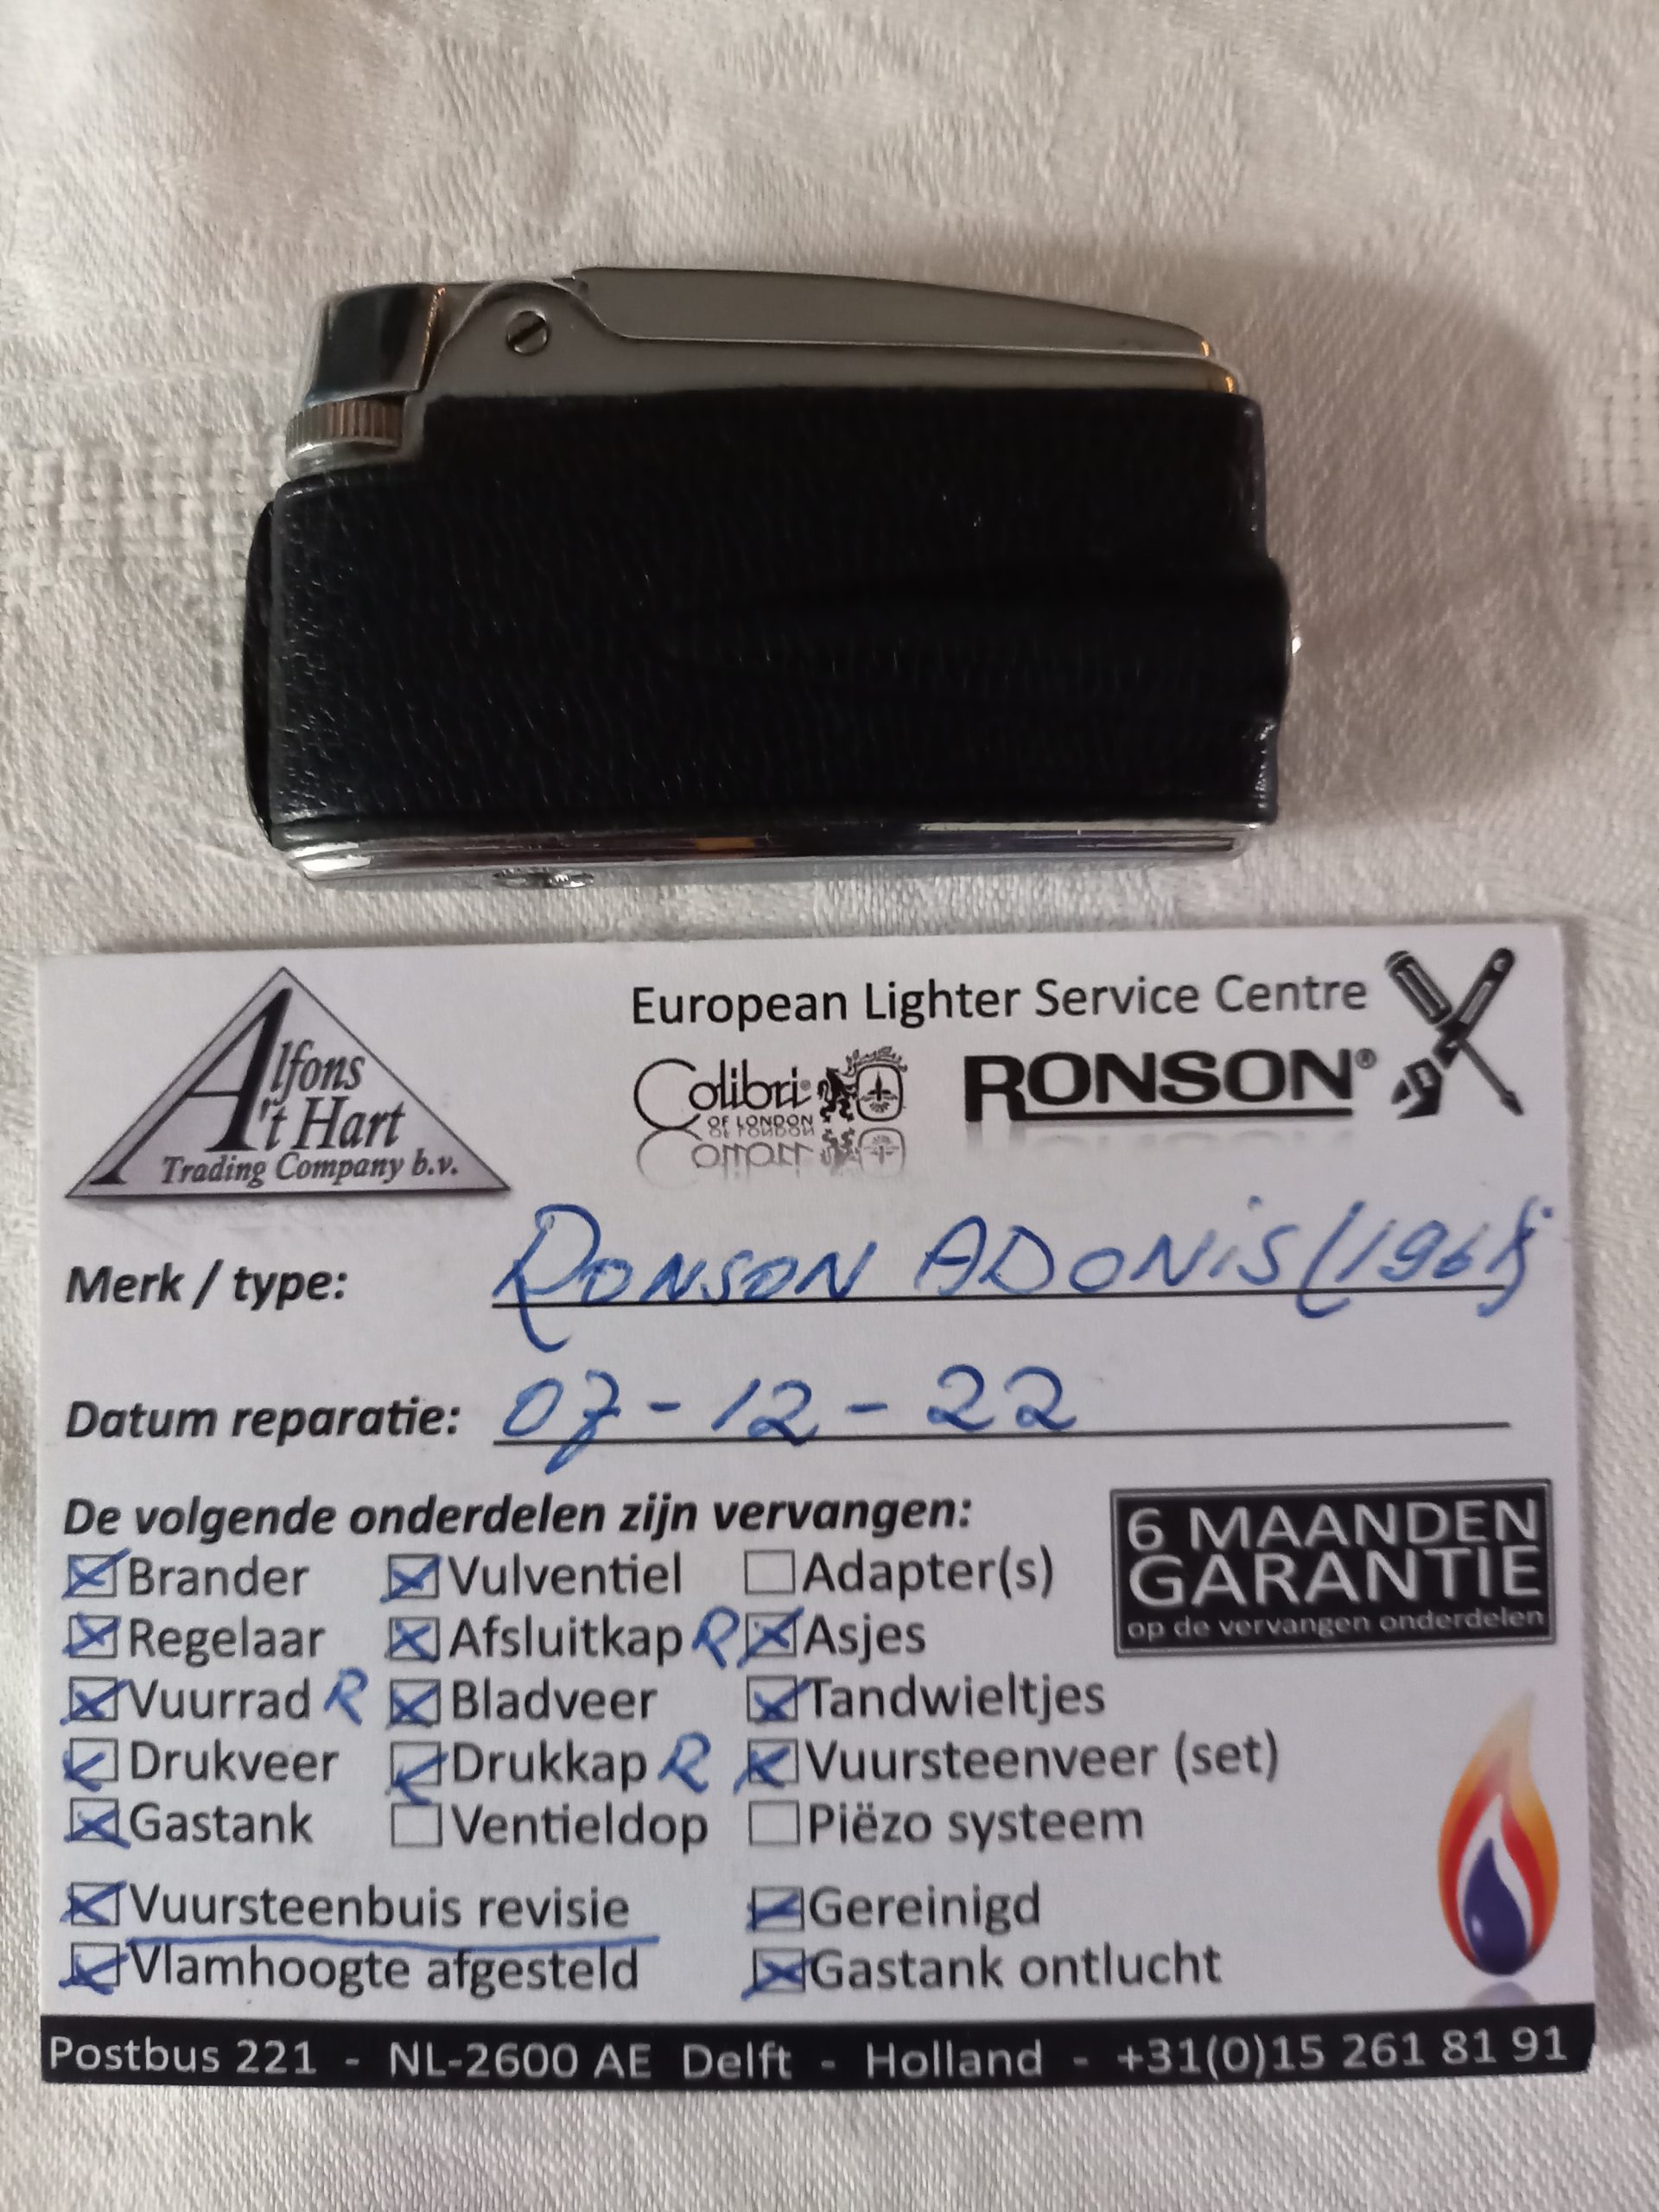 Alfons
't Hart
Trading Company b.v.
European Lighter Service Centre
Colibri
OF LONDON
RONSON®
Merk / type: RONSON ADONIS
Datum reparatie: 07-12-22
De volgende onderdelen zijn vervangen:
Brander Vulventiel Adapter(s)
Regelaar Afsluitkap R Asjes
Vuurrad R Bladveer Tandwieltjes
Drukveer Drukkap R Vuursteenveer (set)
Gastank Ventieldop Piëzo systeem
Vuursteenbuis revisie Gereinigd
Vlamhoogte afgesteld Gastank ontlucht
6 MAANDEN
GARANTIE
op de vervangen onderdelen
Postbus 221 - NL-2600 AE Delft - Holland - +31(0)15 261 81 91